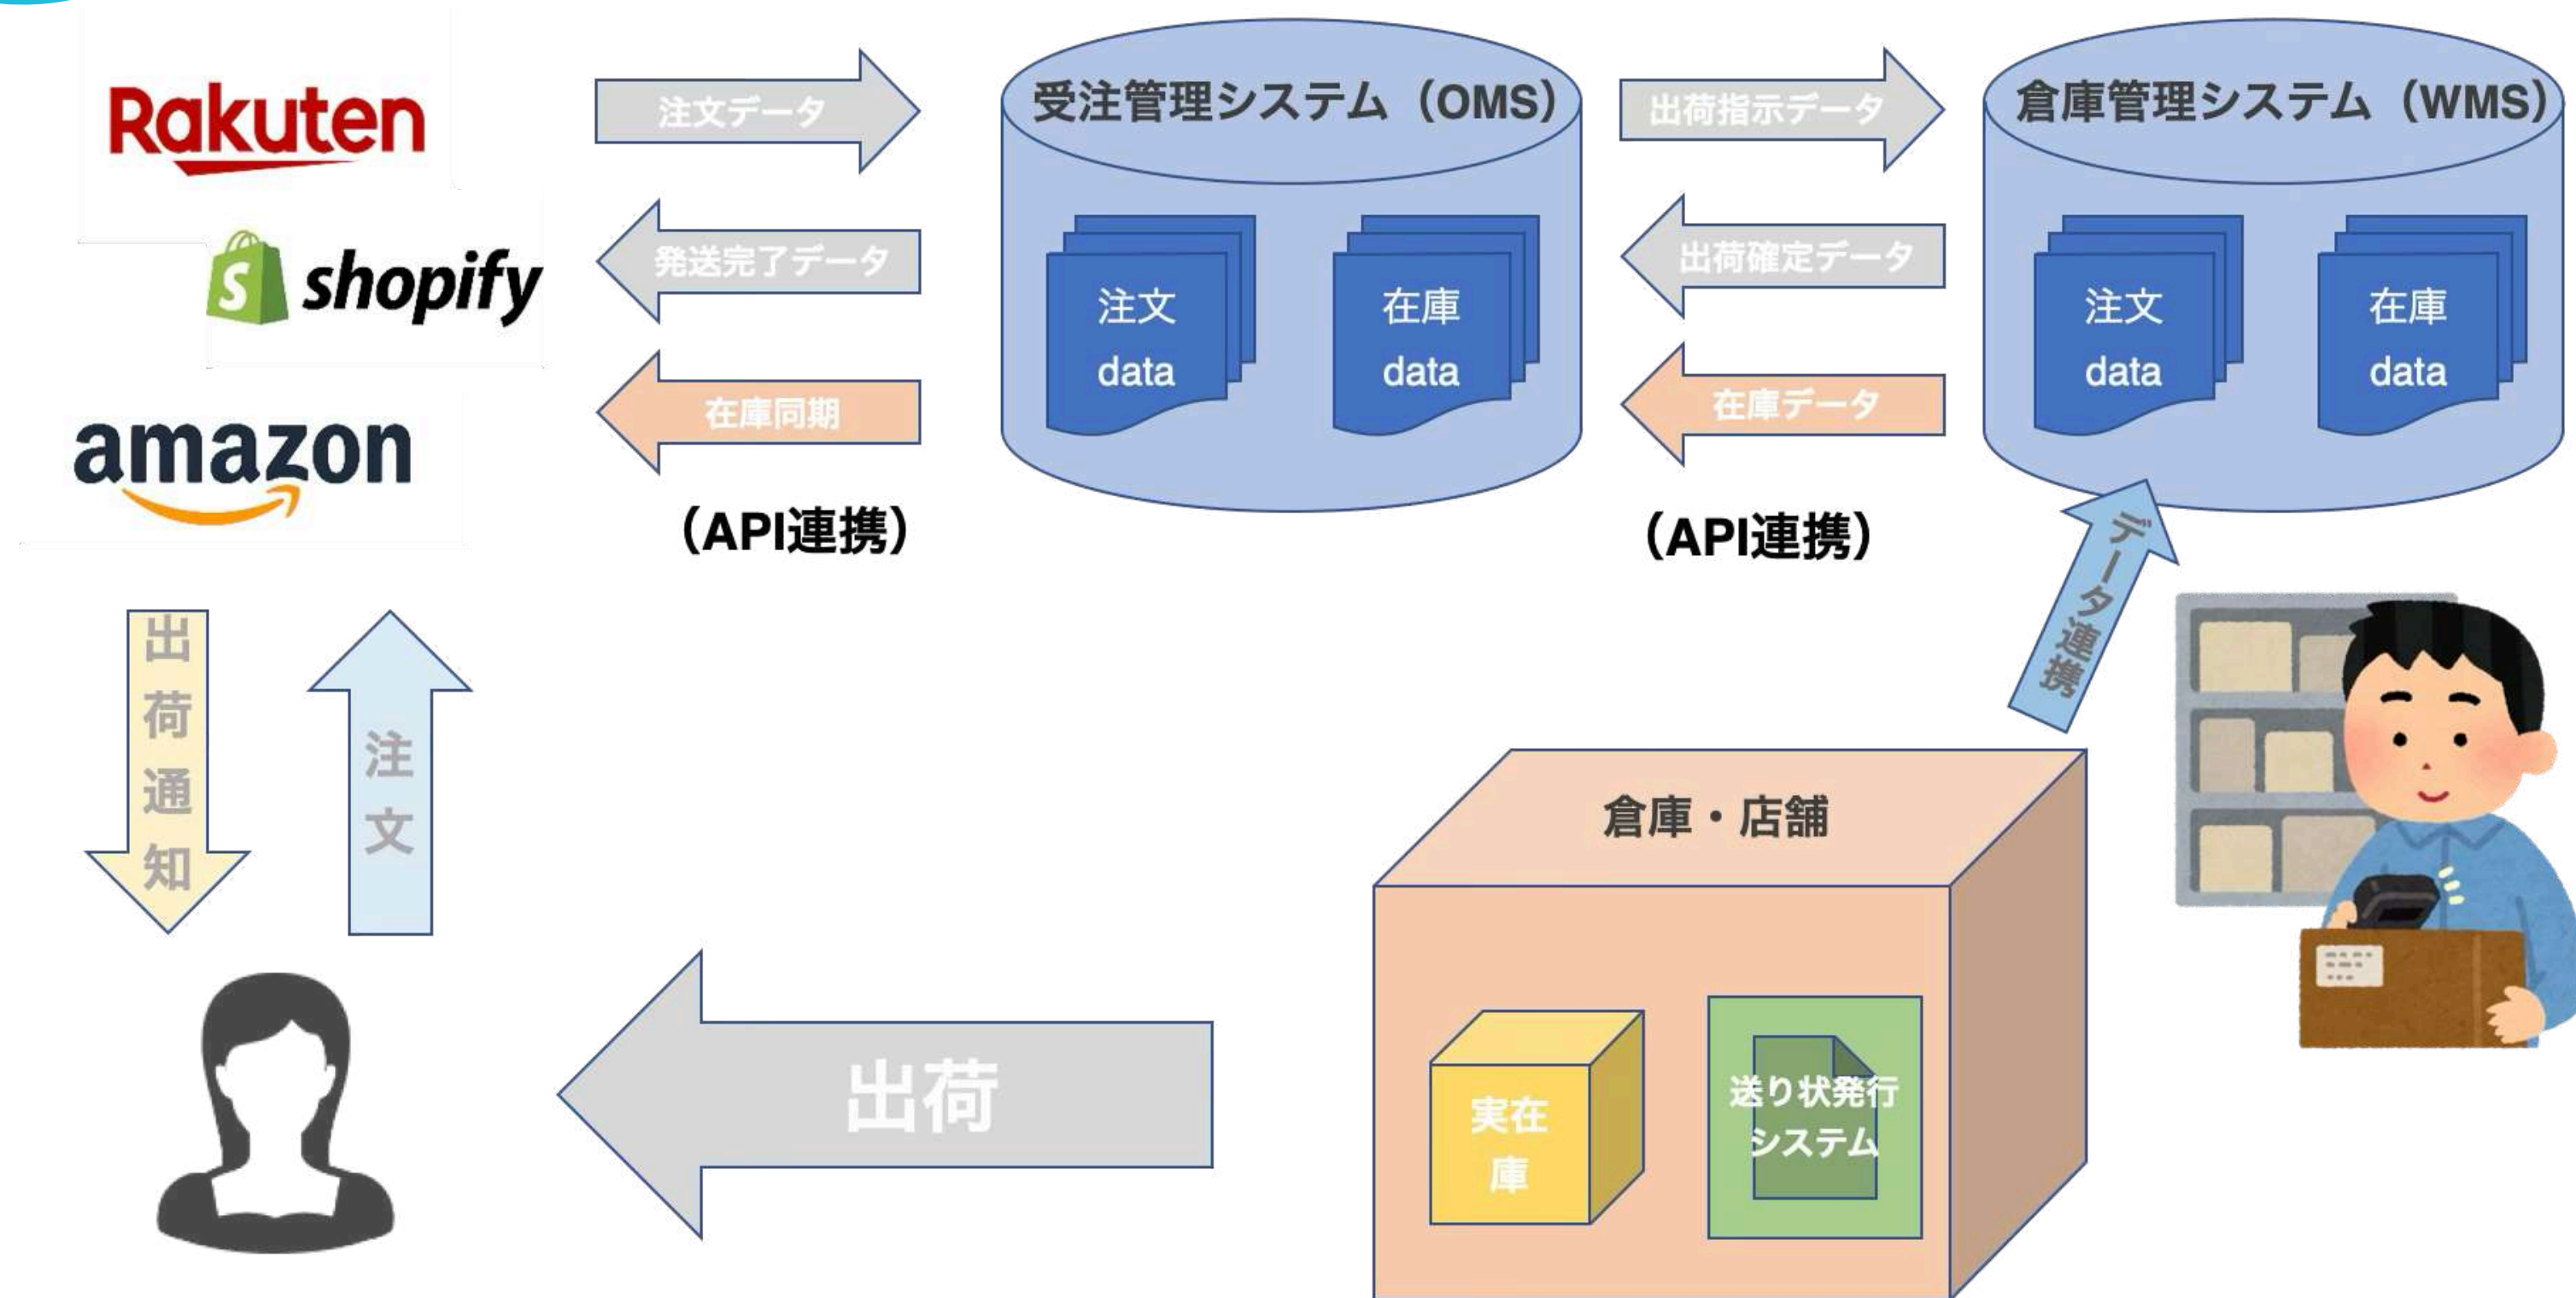 Rakuten
shopify
amazon
注文データ
発送完了データ
在庫同期
（API連携）
受注管理システム（OMS）
注文
data
在庫
data
出荷指示データ
出荷確定データ
在庫データ
（API連携）
倉庫管理システム（WMS）
注文
data
在庫
data
データ連携
出荷通知
注文
出荷
倉庫・店舗
実在
庫
送り状発行
システム